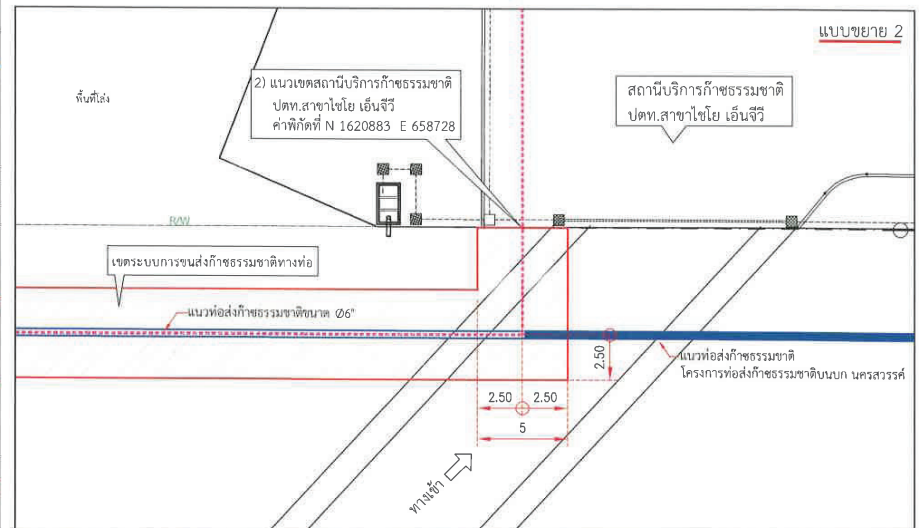 แบบขยาย 2
พื้นที่โล่ง
2) แนวเขตสถานีบริการก๊าซธรรมชาติ
ปตท.สาขาไชโย เอ็นจีวี
ค่าพิกัดที่ N 1620883 E 658728
สถานีบริการก๊าซธรรมชาติ
ปตท.สาขาไชโย เอ็นจีวี
R/W
เขตระบบการขนส่งก๊าซธรรมชาติทางท่อ
แนวท่อส่งก๊าซธรรมชาติขนาด Ø6"
2.50
แนวท่อส่งก๊าซธรรมชาติ
โครงการท่อส่งก๊าซธรรมชาติบนบก นครสวรรค์
2.50 2.50
5
ทางเข้า